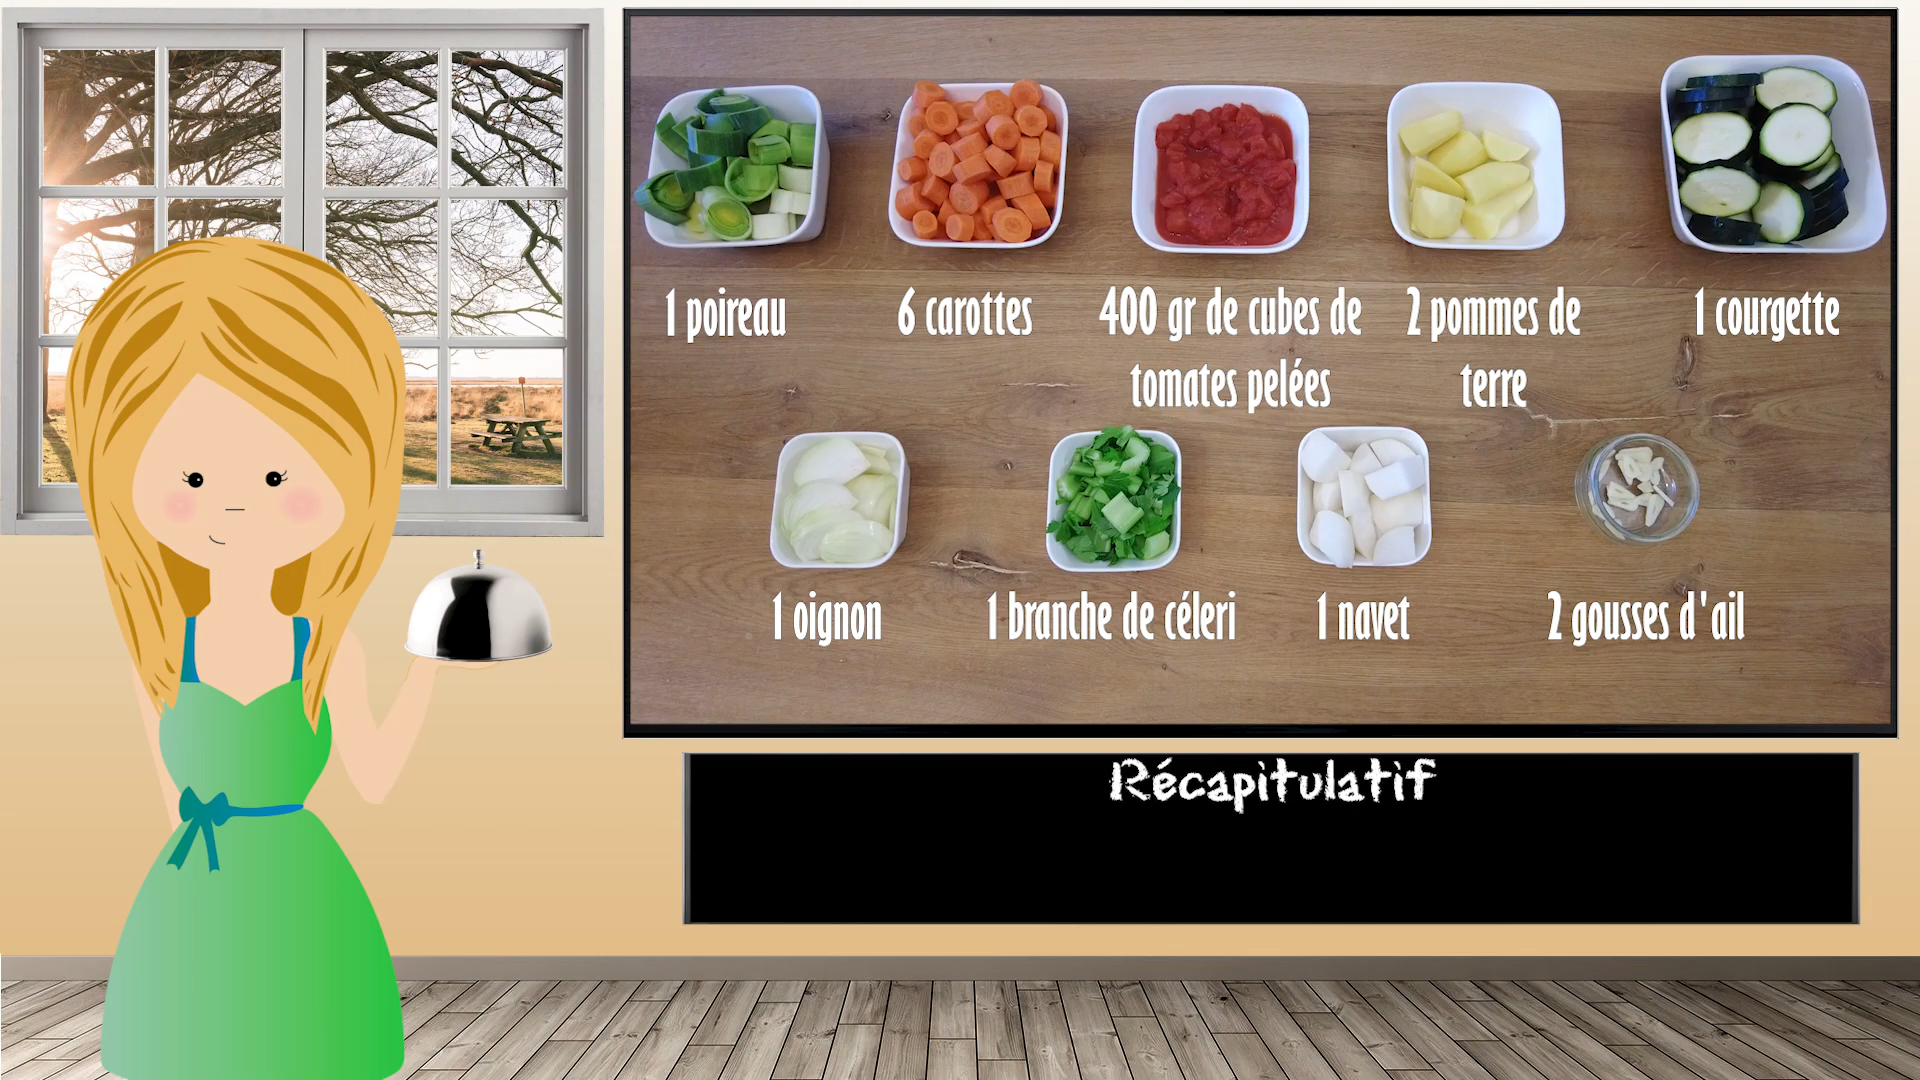 1 poireau
6 carottes
400 gr de cubes de
tomates pelées
2 pommes de
terre
1 courgette
1 oignon
1 branche de céleri
1 navet
2 gousses d'ail
Récapitulatif